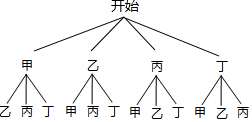 开始
甲 乙 丙 丁
乙 丙 丁 甲 丙 丁 甲 乙 丁 甲 乙 丙